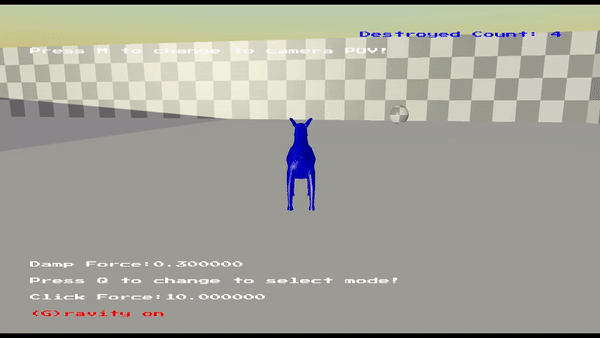 Destroyed Count: 4
Press M to change to camera POV!
Damp Force:0.300000
Press Q to change to select mode!
Click Force:10.000000
(G)ravity on